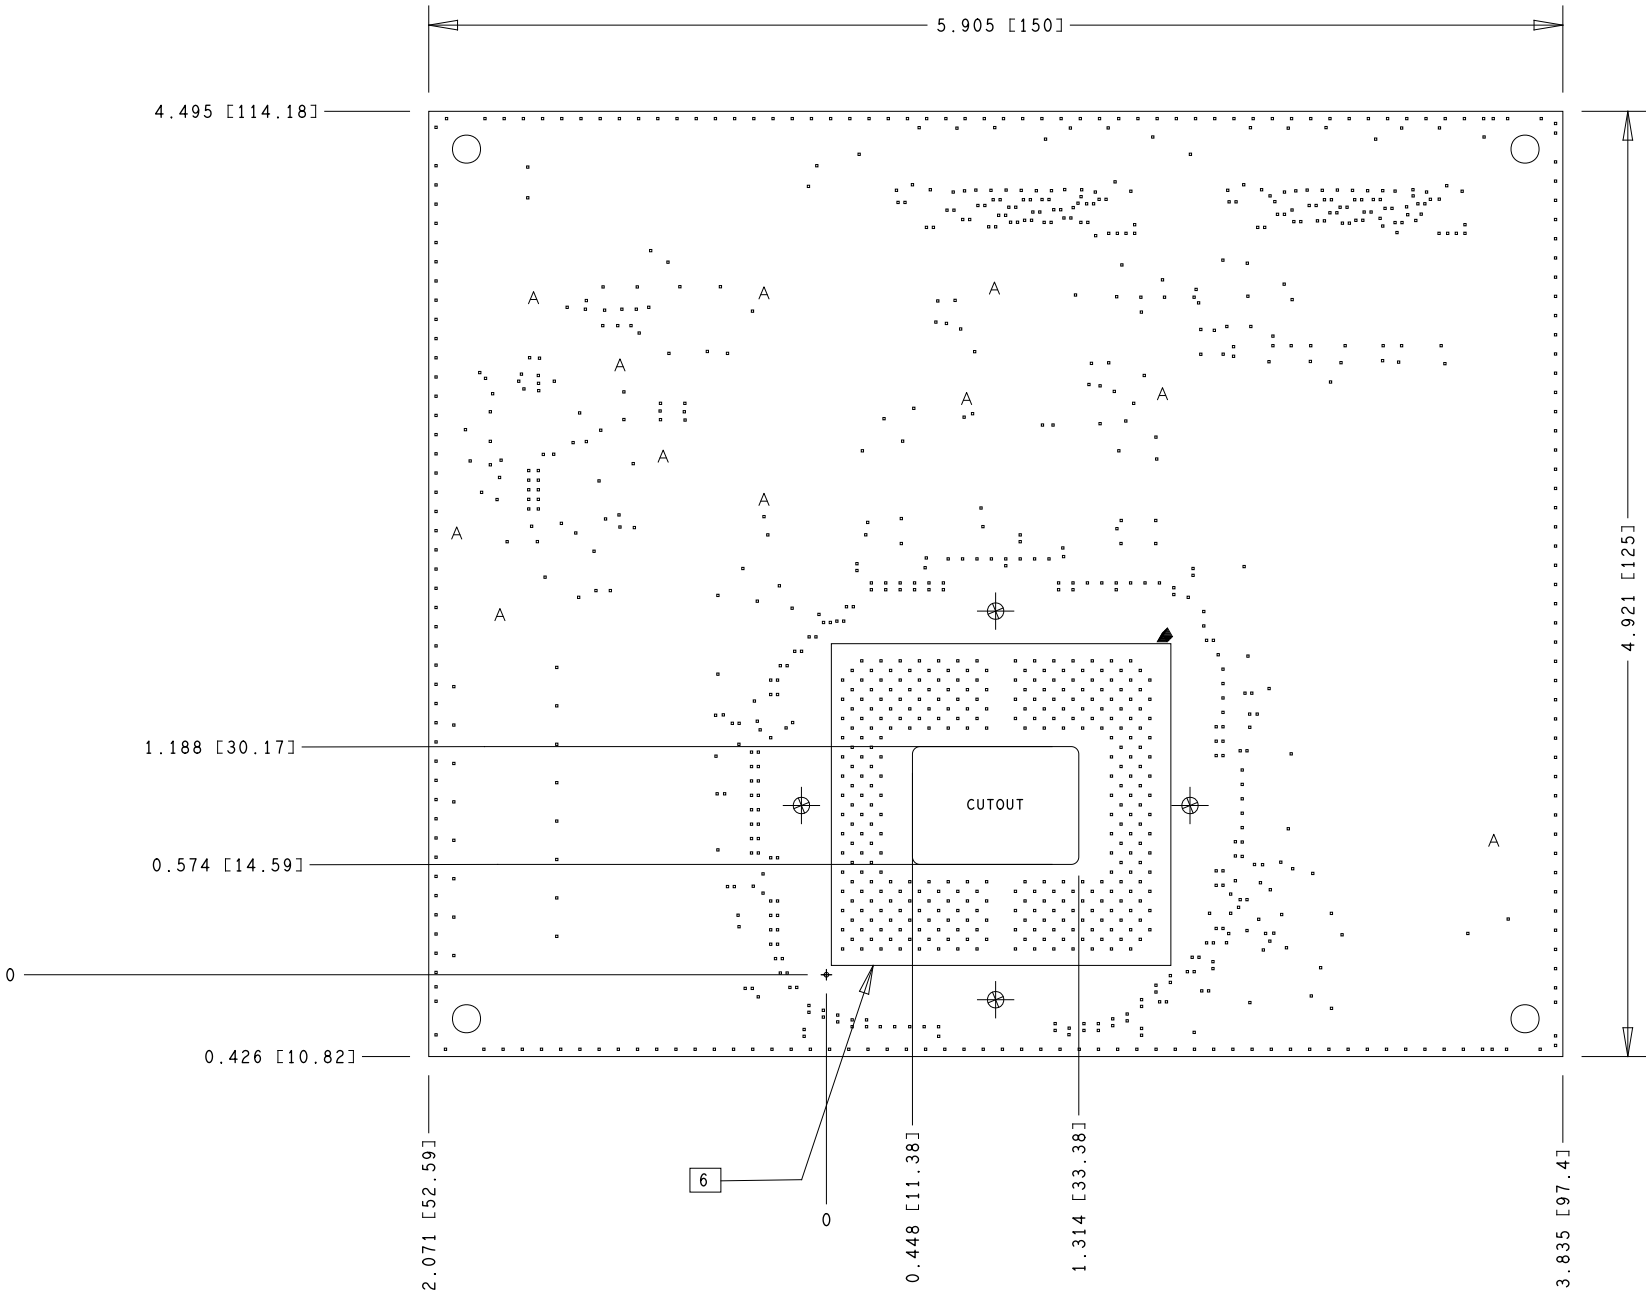 5.905 [150]
4.495 [114.18]
A
A
A
A
A
A
A
A
A
4.921 [125]
A
1.188 [30.17]
CUTOUT
0.574 [14.59]
A
0
0.426 [10.82]
6
0
2.071 [52.59]
0.448 [11.38]
1.314 [33.38]
3.835 [97.4]